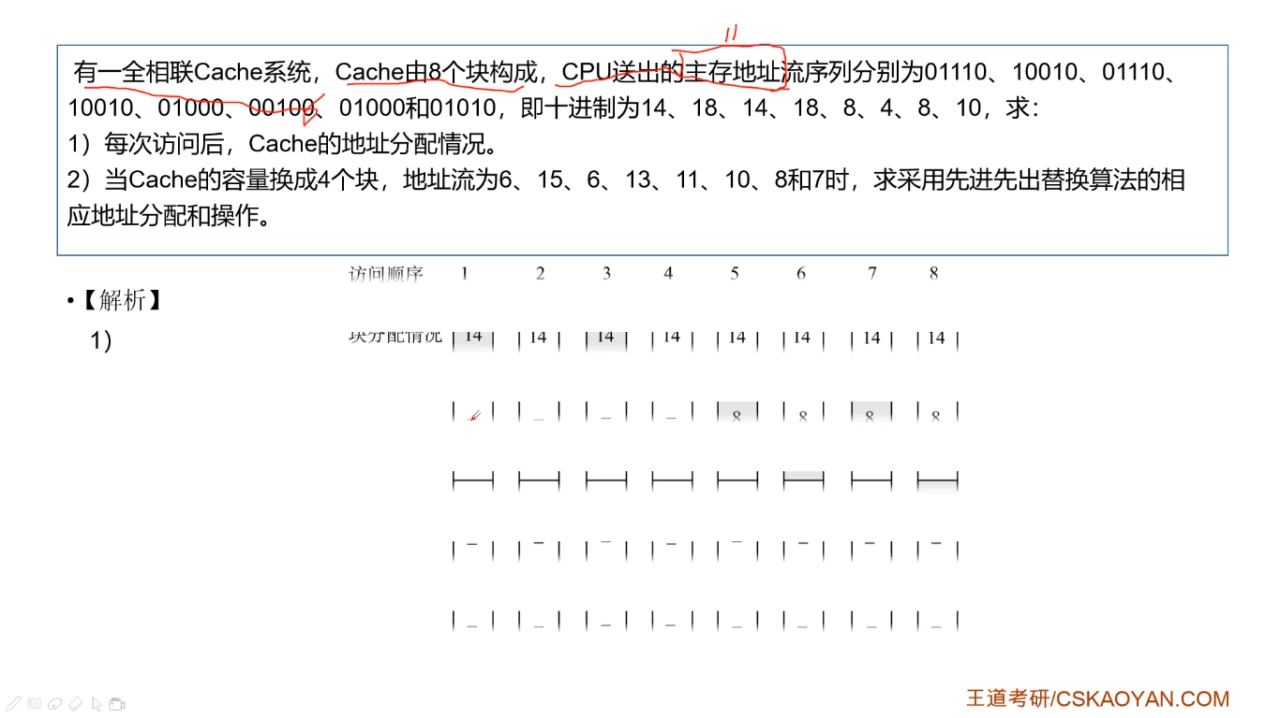 有一全相联Cache系统，Cache由8个块构成，CPU送出的主存地址流序列分别为01110、10010、01110、
10010、01000、00100、01000和01010，即十进制为14、18、14、18、8、4、8、10，求：
1）每次访问后，Cache的地址分配情况。
2）当Cache的容量换成4个块，地址流为6、15、6、13、11、10、8和7时，求采用先进先出替换算法的相
应地址分配和操作。
访问顺序 1 2 3 4 5 6 7 8
•【解析】
1)
块分配情况 14 14 14 14 14 14 14 14
– – – – 8 8 8 8
– – – – – – – –
– – – – – – – –
王道考研/CSKAOYAN.COM